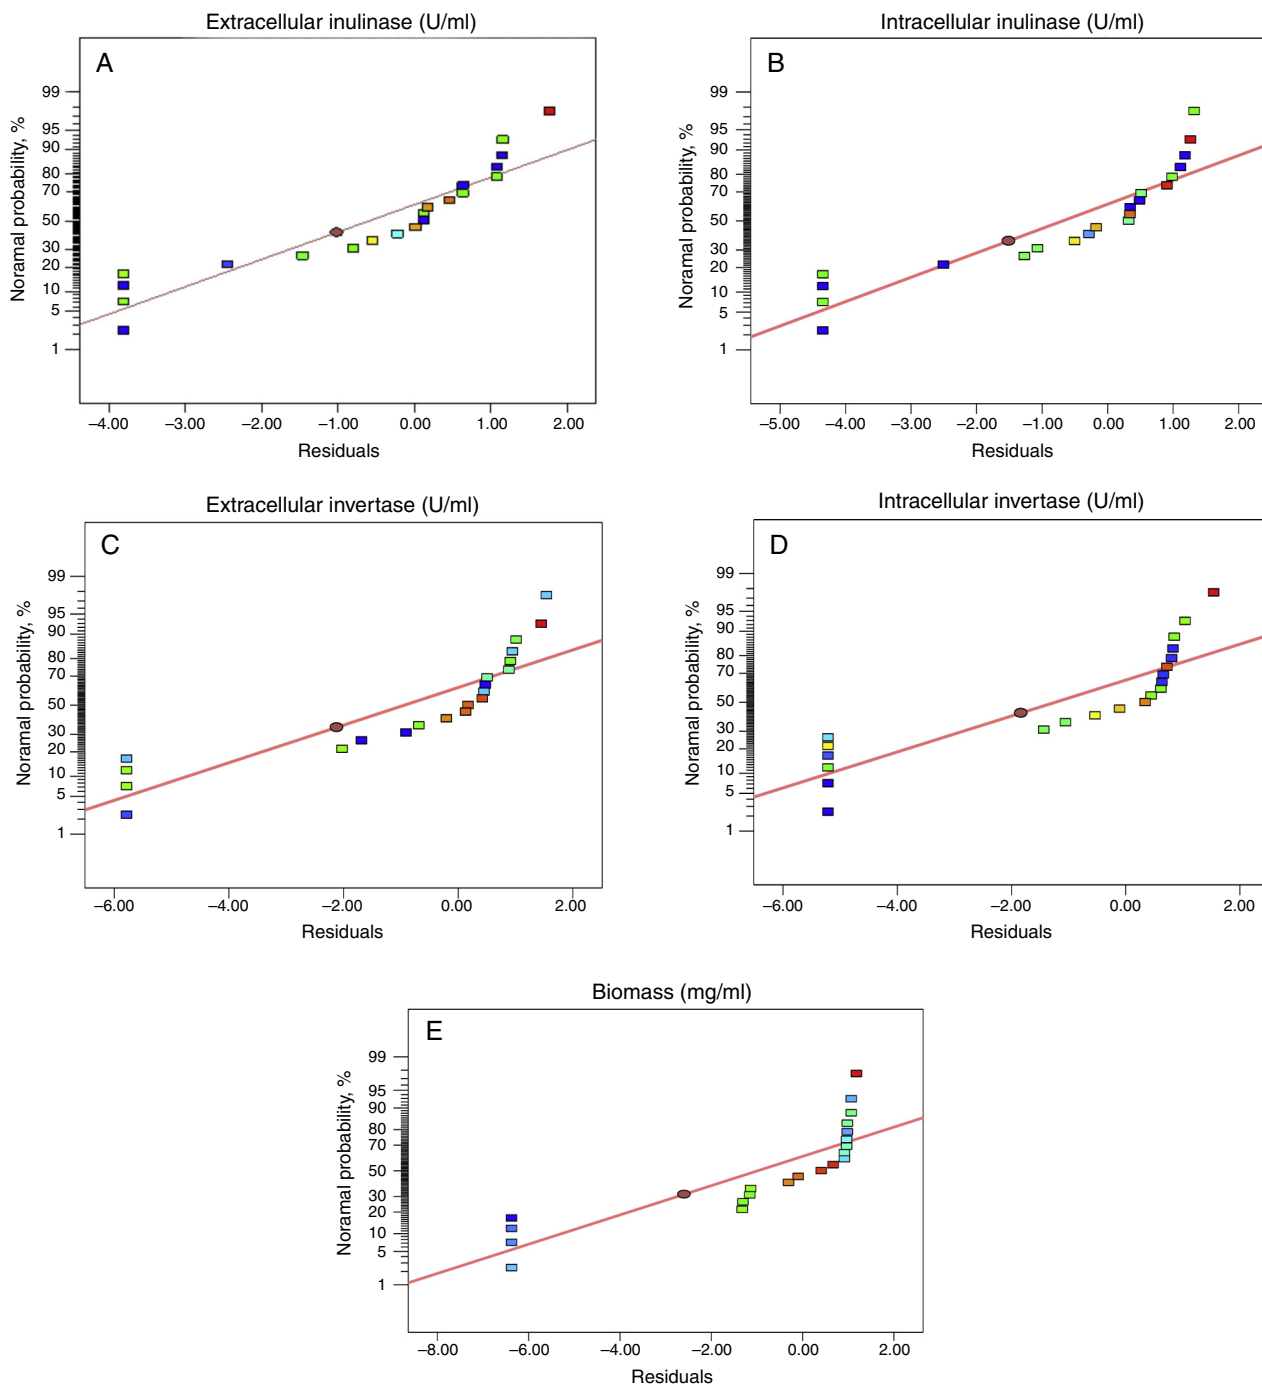 Extracellular inulinase (U/ml)
A
Noramal probability, %
99
95
90
80
70
50
30
20
10
5
1
–4.00 –3.00 –2.00 –1.00 0.00 1.00 2.00
Residuals
Intracellular inulinase (U/ml)
B
Noramal probability, %
99
95
90
80
70
50
30
20
10
5
1
–5.00 –4.00 –3.00 –2.00 –1.00 0.00 1.00 2.00
Residuals
Extracellular invertase (U/ml)
C
Noramal probability, %
99
95
90
80
70
50
30
20
10
5
1
–6.00 –4.00 –2.00 0.00 2.00
Residuals
Intracellular invertase (U/ml)
D
Noramal probability, %
99
95
90
80
70
50
30
20
10
5
1
–6.00 –4.00 –2.00 0.00 2.00
Residuals
Biomass (mg/ml)
E
Noramal probability, %
99
95
90
80
70
50
30
20
10
5
1
–8.00 –6.00 –4.00 –2.00 0.00 2.00
Residuals